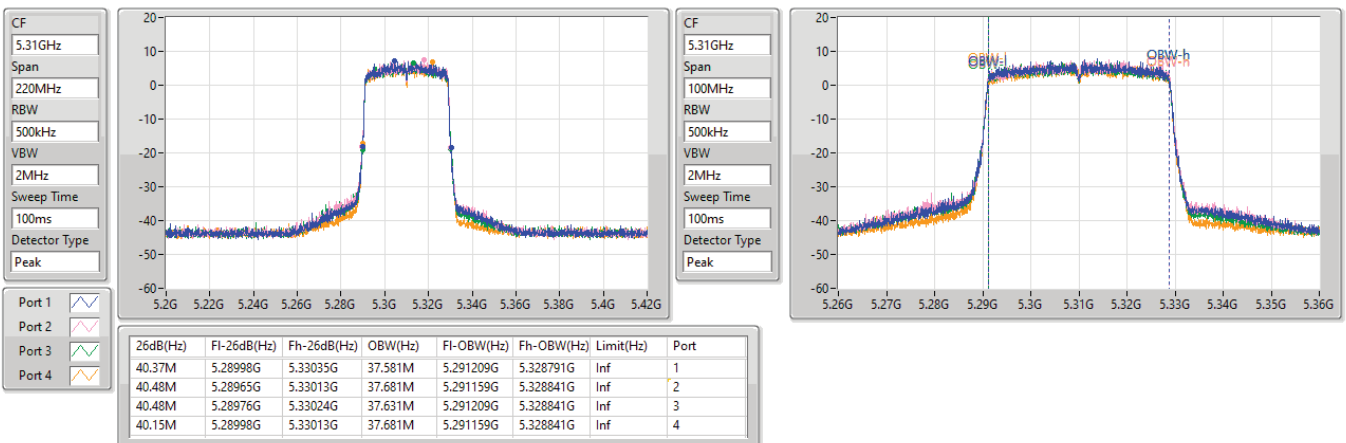 CF
5.31GHz
Span
220MHz
RBW
500kHz
VBW
2MHz
Sweep Time
100ms
Detector Type
Peak
20
10
0
-10
-20
-30
-40
-50
-60
5.2G 5.22G 5.24G 5.26G 5.28G 5.3G 5.32G 5.34G 5.36G 5.38G 5.4G 5.42G
CF
5.31GHz
Span
100MHz
RBW
500kHz
VBW
2MHz
Sweep Time
100ms
Detector Type
Peak
20
10
0
-10
-20
-30
-40
-50
-60
OBW-l
OBW-h
5.26G 5.27G 5.28G 5.29G 5.3G 5.31G 5.32G 5.33G 5.34G 5.35G 5.36G
Port 1
Port 2
Port 3
Port 4
26dB(Hz) Fl-26dB(Hz) Fh-26dB(Hz) OBW(Hz) Fl-OBW(Hz) Fh-OBW(Hz) Limit(Hz) Port
40.37M 5.28998G 5.33035G 37.581M 5.291209G 5.328791G Inf 1
40.48M 5.28965G 5.33013G 37.681M 5.291159G 5.328841G Inf 2
40.48M 5.28976G 5.33024G 37.631M 5.291209G 5.328841G Inf 3
40.15M 5.28998G 5.33013G 37.681M 5.291159G 5.328841G Inf 4